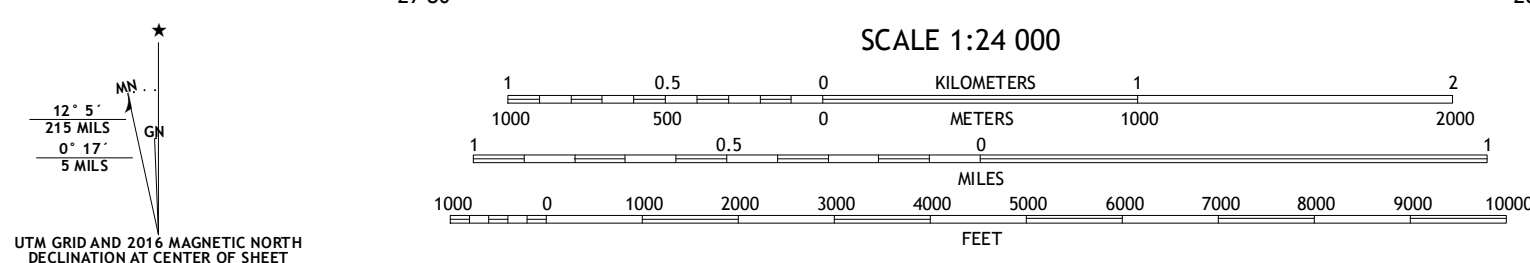 ★
MN
12° 5´
215 MILS
GN
0° 17´
5 MILS
UTM GRID AND 2016 MAGNETIC NORTH
DECLINATION AT CENTER OF SHEET
SCALE 1:24 000
1 0.5 0 KILOMETERS 1 2
1000 500 0 METERS 1000 2000
1 0.5 0 1
MILES
1000 0 1000 2000 3000 4000 5000 6000 7000 8000 9000 10000
FEET